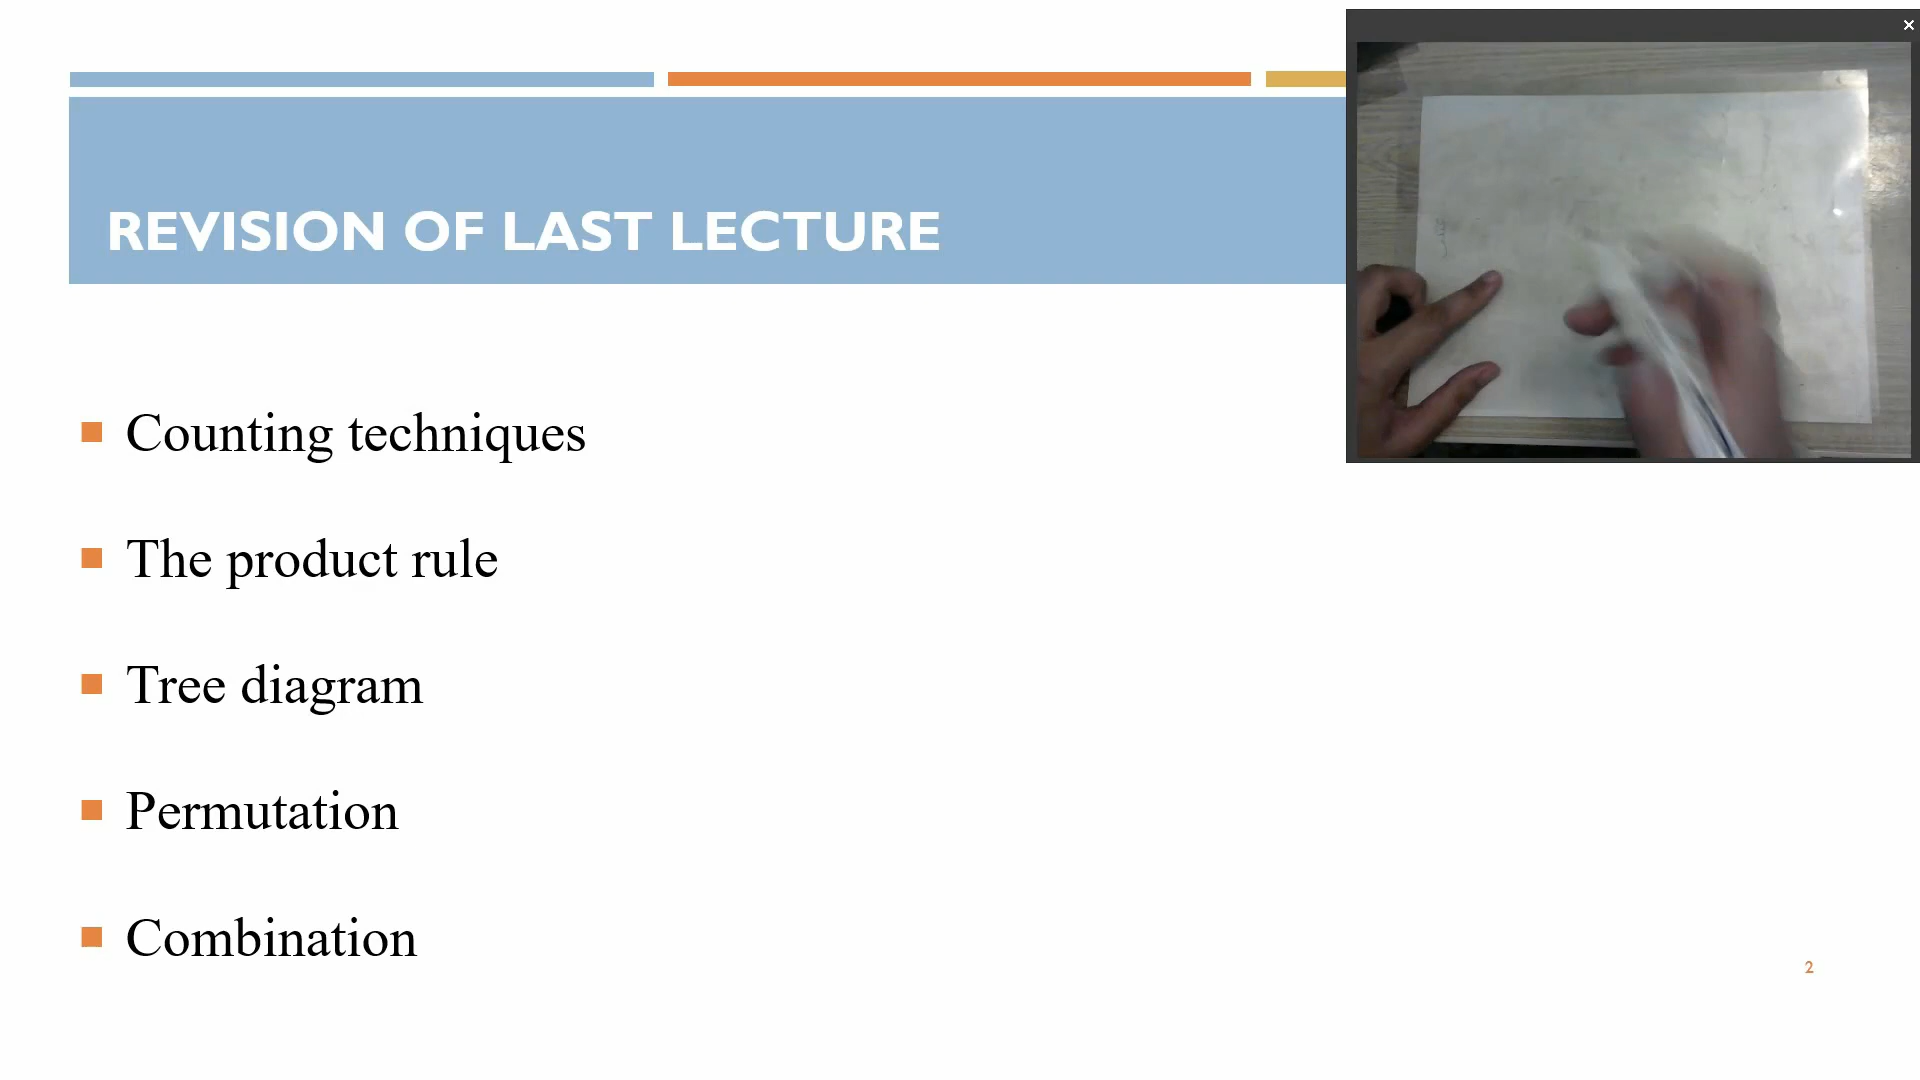 REVISION OF LAST LECTURE
Counting techniques
The product rule
Tree diagram
Permutation
Combination
2